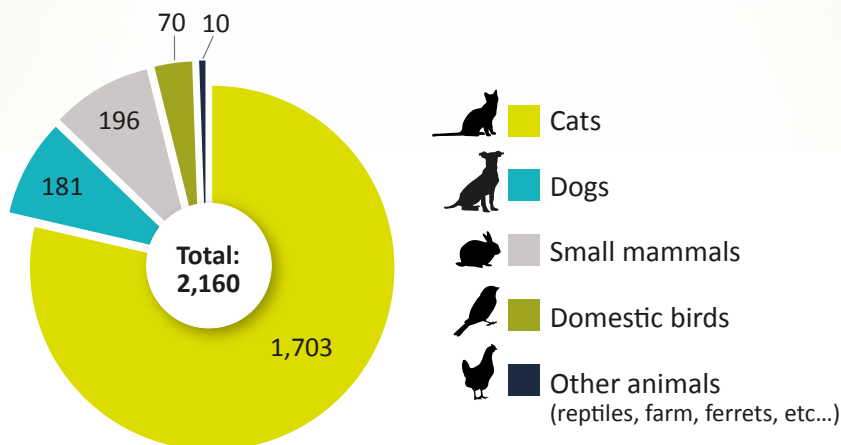 70
10
196
181
Total:
2,160
1,703
Cats
Dogs
Small mammals
Domestic birds
Other animals
(reptiles, farm, ferrets, etc...)